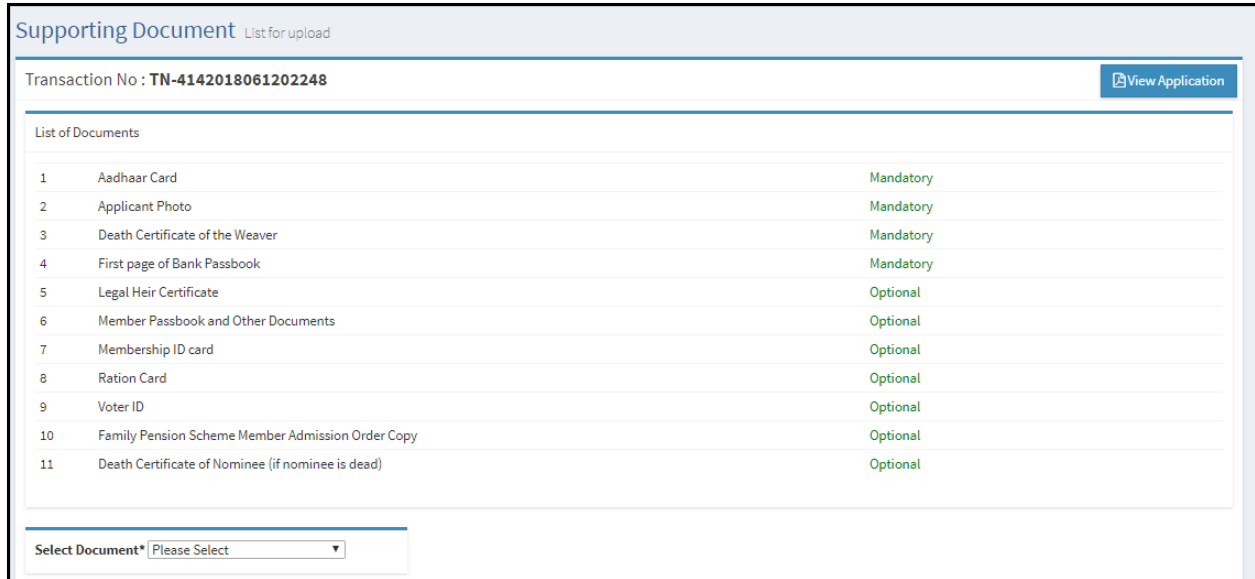 Supporting Document List for upload
Transaction No : TN-4142018061202248
View Application
List of Documents
1 Aadhaar Card Mandatory
2 Applicant Photo Mandatory
3 Death Certificate of the Weaver Mandatory
4 First page of Bank Passbook Mandatory
5 Legal Heir Certificate Optional
6 Member Passbook and Other Documents Optional
7 Membership ID card Optional
8 Ration Card Optional
9 Voter ID Optional
10 Family Pension Scheme Member Admission Order Copy Optional
11 Death Certificate of Nominee (if nominee is dead) Optional
Select Document* Please Select